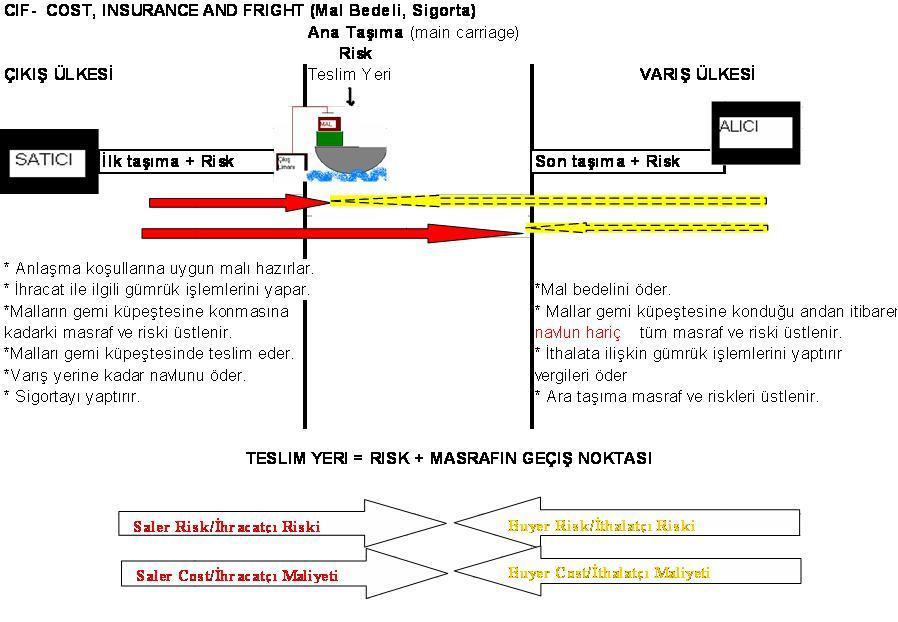 CIF- COST, INSURANCE AND FRIGHT (Mal Bedeli, Sigorta)
Ana Taşıma (main carriage)
Risk
ÇIKIŞ ÜLKESİ
Teslim Yeri
VARIŞ ÜLKESİ
MAL
ALICI
SATICI
İlk taşıma + Risk
Çıkış
Limanı
Son taşıma + Risk
* Anlaşma koşullarına uygun malı hazırlar.
* İhracat ile ilgili gümrük işlemlerini yapar.
*Malların gemi küpeştesine konmasına
kadarki masraf ve riski üstlenir.
*Malları gemi küpeştesinde teslim eder.
*Varış yerine kadar navlunu öder.
* Sigortayı yaptırır.
*Mal bedelini öder.
* Mallar gemi küpeştesine konduğu andan itibaren
navlun hariç tüm masraf ve riski üstlenir.
* İthalata ilişkin gümrük işlemlerini yaptırır
vergileri öder
* Ara taşıma masraf ve riskleri üstlenir.
TESLIM YERI = RISK + MASRAFIN GEÇIŞ NOKTASI
Saler Risk/İhracatçı Riski
Buyer Risk/İthalatçı Riski
Saler Cost/İhracatçı Maliyeti
Buyer Cost/İthalatçı Maliyeti